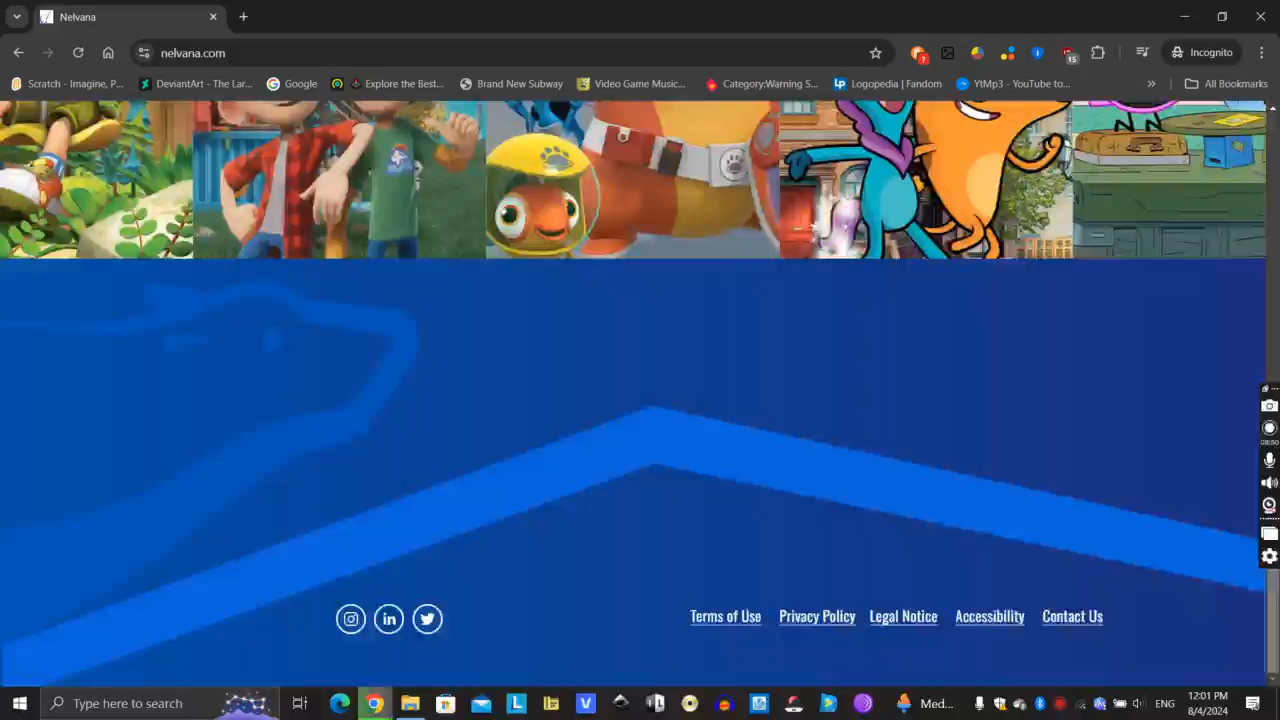 Nelvana
nelvana.com
?
15
Incognito
Scratch - Imagine, P...
DeviantArt - The Lar...
Google
Explore the Best...
Brand New Subway
Video Game Music...
Category:Warning S...
Logopedia | Fandom
YtMp3 - YouTube to...
All Bookmarks
Terms of Use
Privacy Policy
Legal Notice
Accessibility
Contact Us
Type here to search
Med...
ENG
12:01 PM
8/4/2024